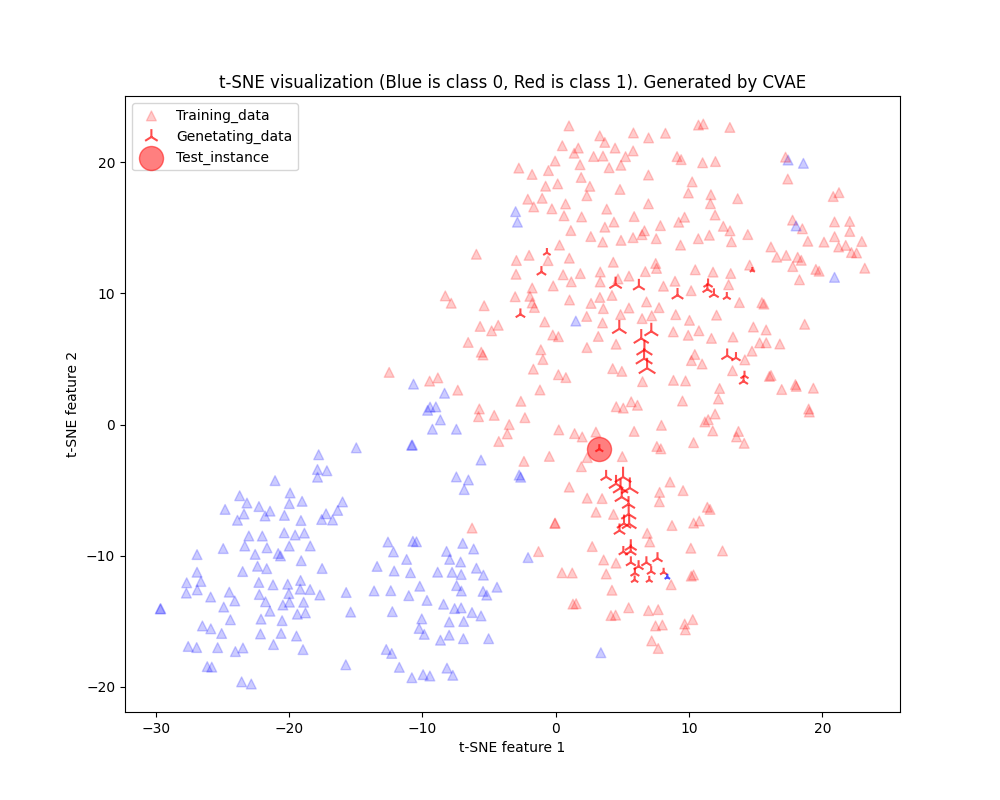 t-SNE visualization (Blue is class 0, Red is class 1). Generated by CVAE
Training_data
Genetating_data
Test_instance
20
10
0
−10
−20
t-SNE feature 2
−30
−20
−10
0
10
20
t-SNE feature 1